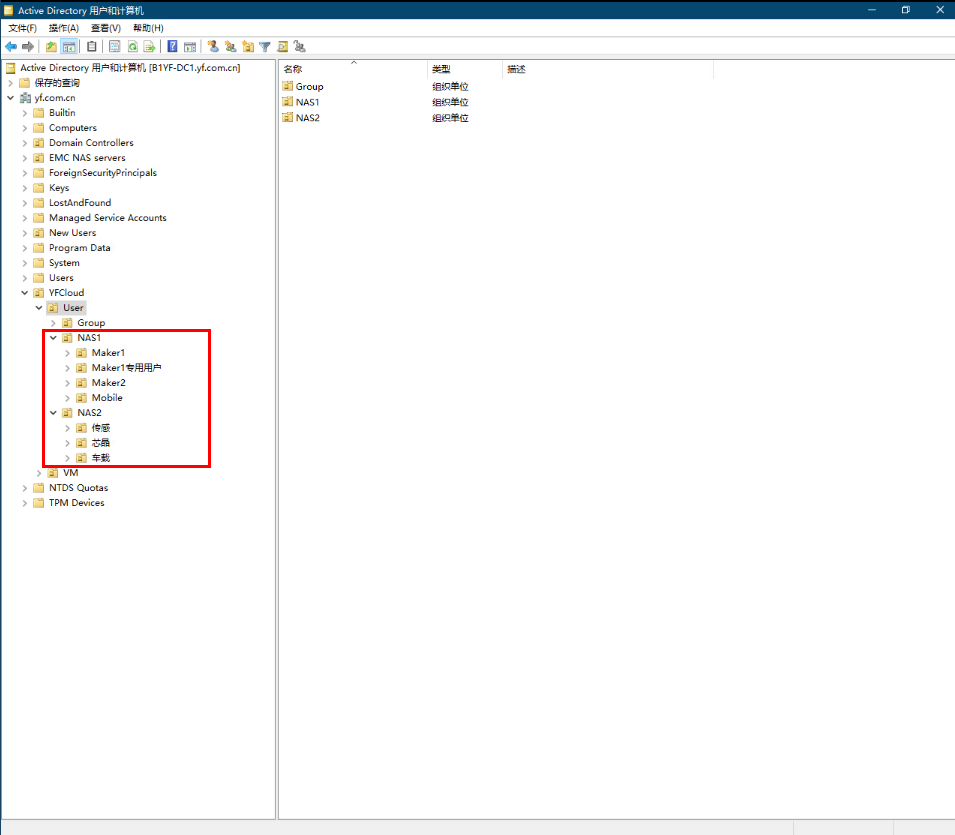 Active Directory 用户和计算机
文件(F) 操作(A) 查看(V) 帮助(H)
Active Directory 用户和计算机 [B1YF-DC1.yf.com.cn]
保存的查询
yf.com.cn
Builtin
Computers
Domain Controllers
EMC NAS servers
ForeignSecurityPrincipals
Keys
LostAndFound
Managed Service Accounts
New Users
Program Data
System
Users
YFCloud
User
Group
NAS1
Maker1
Maker1专用用户
Maker2
Mobile
NAS2
传感
芯晶
车载
VM
NTDS Quotas
TPM Devices
名称 类型 描述
Group 组织单位
NAS1 组织单位
NAS2 组织单位